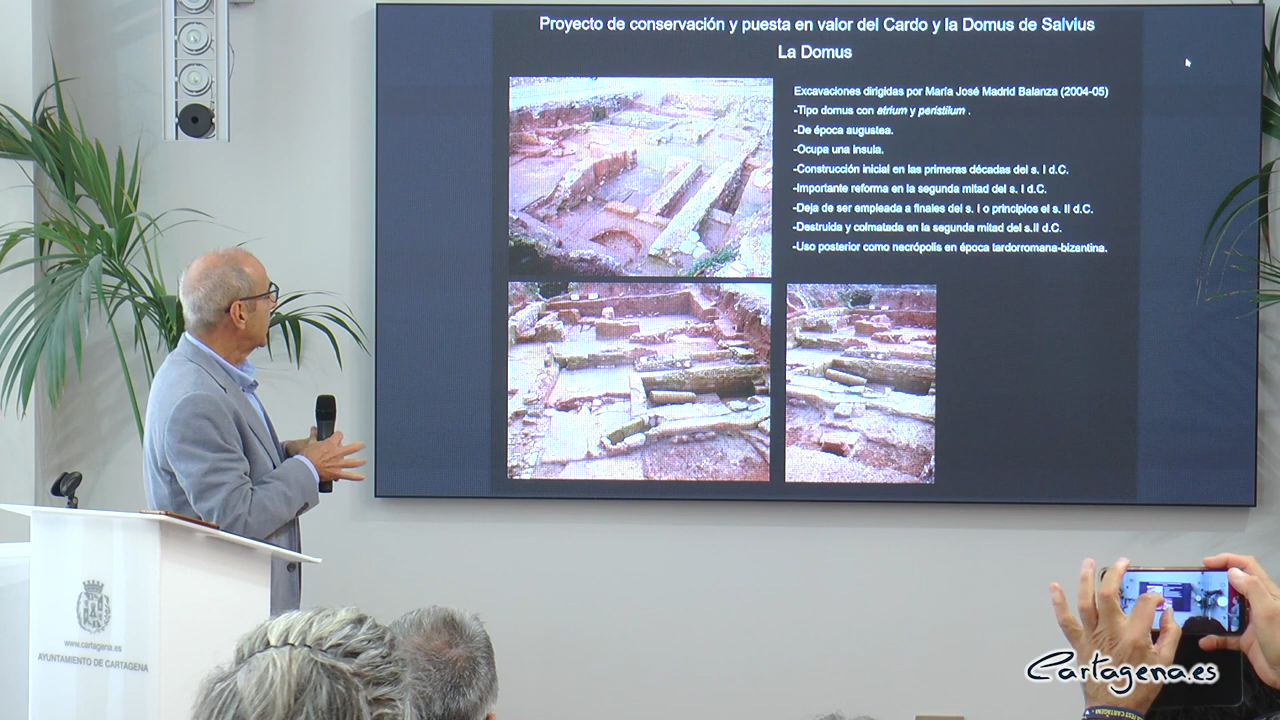 Proyecto de conservación y puesta en valor del Cardo y la Domus de Salvius
La Domus
Excavaciones dirigidas por María José Madrid Balanza (2004-05)
-Tipo domus con atrium y peristilum .
-De época augustea.
-Ocupa una insula.
-Construcción inicial en las primeras décadas del s. I d.C.
-Importante reforma en la segunda mitad del s. I d.C.
-Deja de ser empleada a finales del s. I o principios el s. II d.C.
-Destruida y colmatada en la segunda mitad del s.II d.C.
-Uso posterior como necrópolis en época tardorromana-bizantina.
www.cartagena.es
AYUNTAMIENTO DE CARTAGENA
Cartagena.es